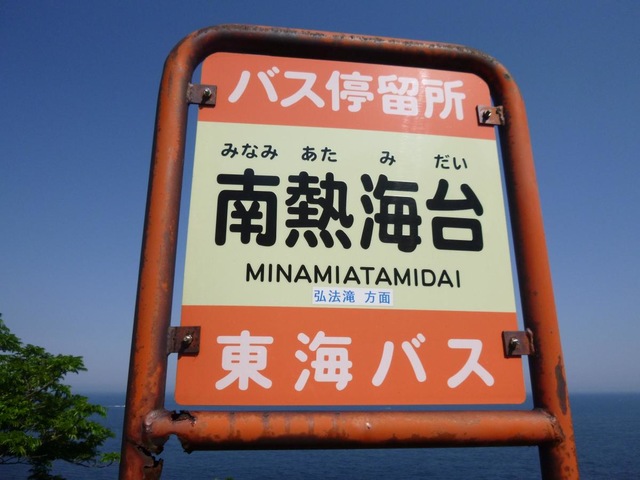 バス停留所
みなみ あた み だい
南熱海台
MINAMIATAMIDAI
弘法滝 方面
東海バス